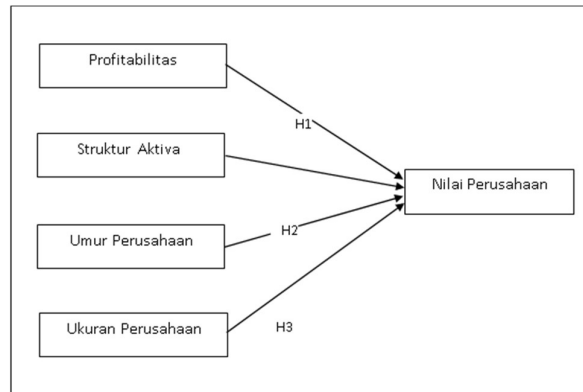 Profitabilitas
H1
Struktur Aktiva
Nilai Perusahaan
Umur Perusahaan
H2
Ukuran Perusahaan
H3